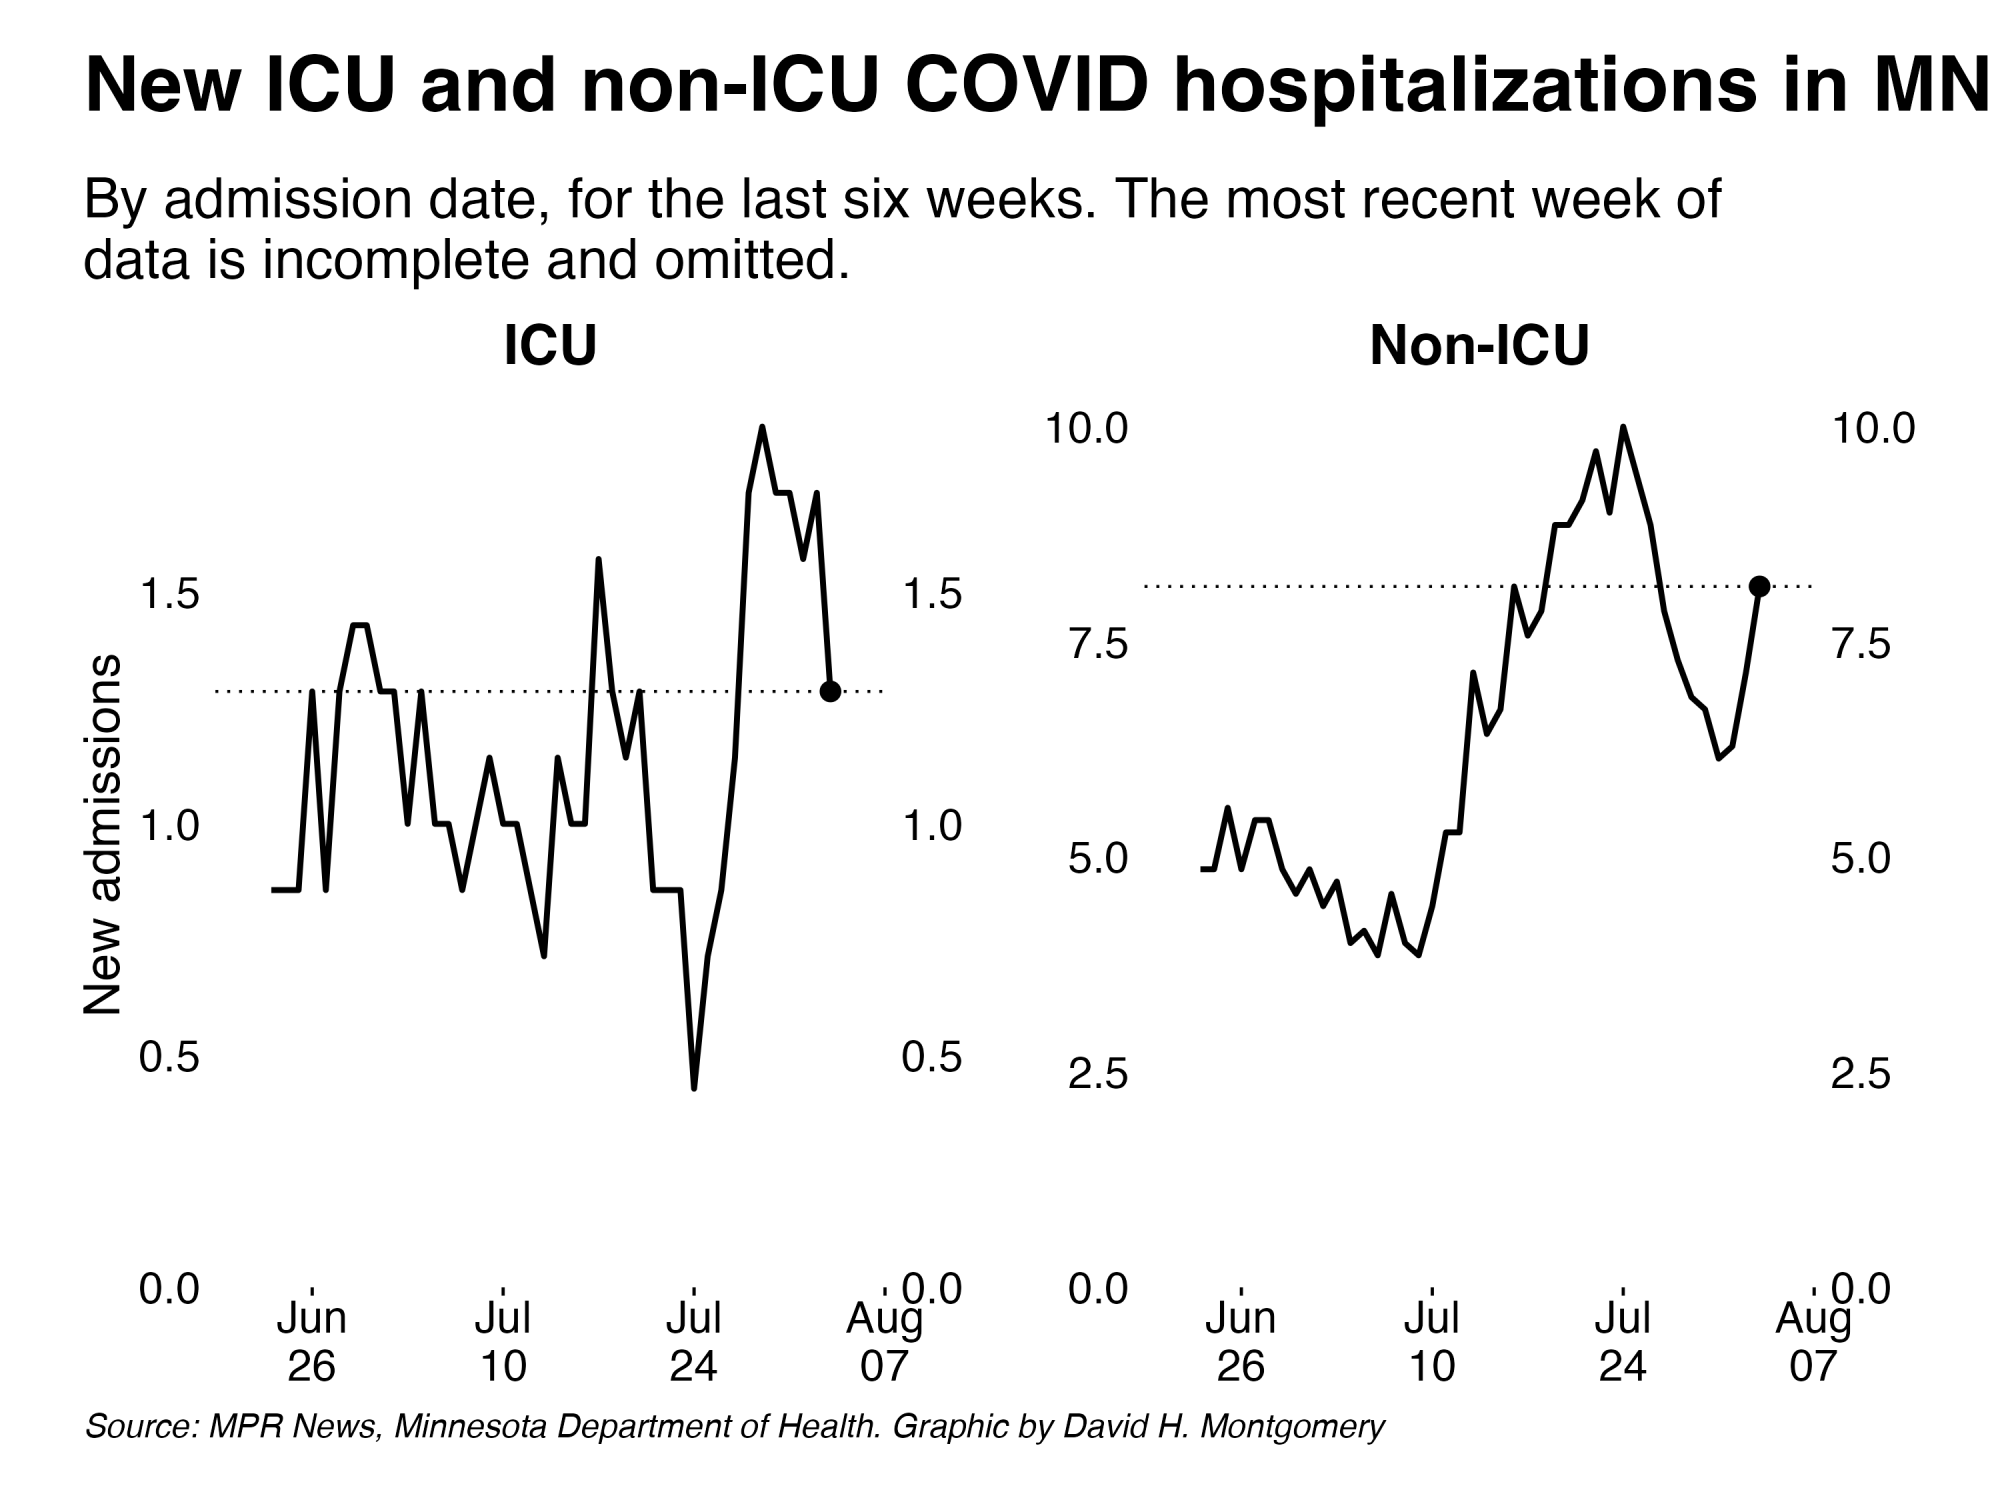 New ICU and non-ICU COVID hospitalizations in MN
By admission date, for the last six weeks. The most recent week of
data is incomplete and omitted.
ICU
Non-ICU
New admissions
1.5
1.0
0.5
0.0
1.5
1.0
0.5
0.0
10.0
7.5
5.0
2.5
0.0
10.0
7.5
5.0
2.5
0.0
Jun
26
Jul
10
Jul
24
Aug
07
Jun
26
Jul
10
Jul
24
Aug
07
Source: MPR News, Minnesota Department of Health. Graphic by David H. Montgomery